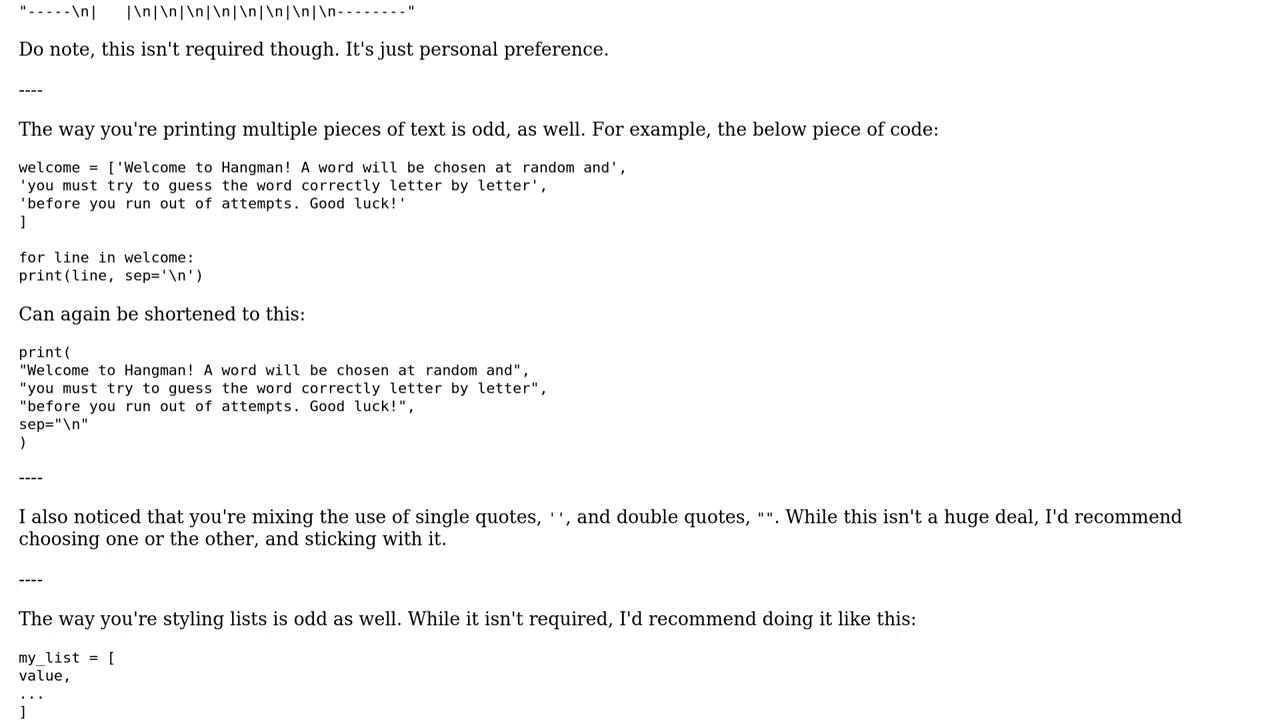 "-----\n|   |\n|\n|\n|\n|\n|\n|\n|\n--------"
Do note, this isn't required though. It's just personal preference.
----
The way you're printing multiple pieces of text is odd, as well. For example, the below piece of code:
welcome = ['Welcome to Hangman! A word will be chosen at random and',
'you must try to guess the word correctly letter by letter',
'before you run out of attempts. Good luck!'
]
for line in welcome:
print(line, sep='\n')
Can again be shortened to this:
print(
"Welcome to Hangman! A word will be chosen at random and",
"you must try to guess the word correctly letter by letter",
"before you run out of attempts. Good luck!",
sep="\n"
)
----
I also noticed that you're mixing the use of single quotes, '', and double quotes, "". While this isn't a huge deal, I'd recommend
choosing one or the other, and sticking with it.
----
The way you're styling lists is odd as well. While it isn't required, I'd recommend doing it like this:
my_list = [
value,
...
]